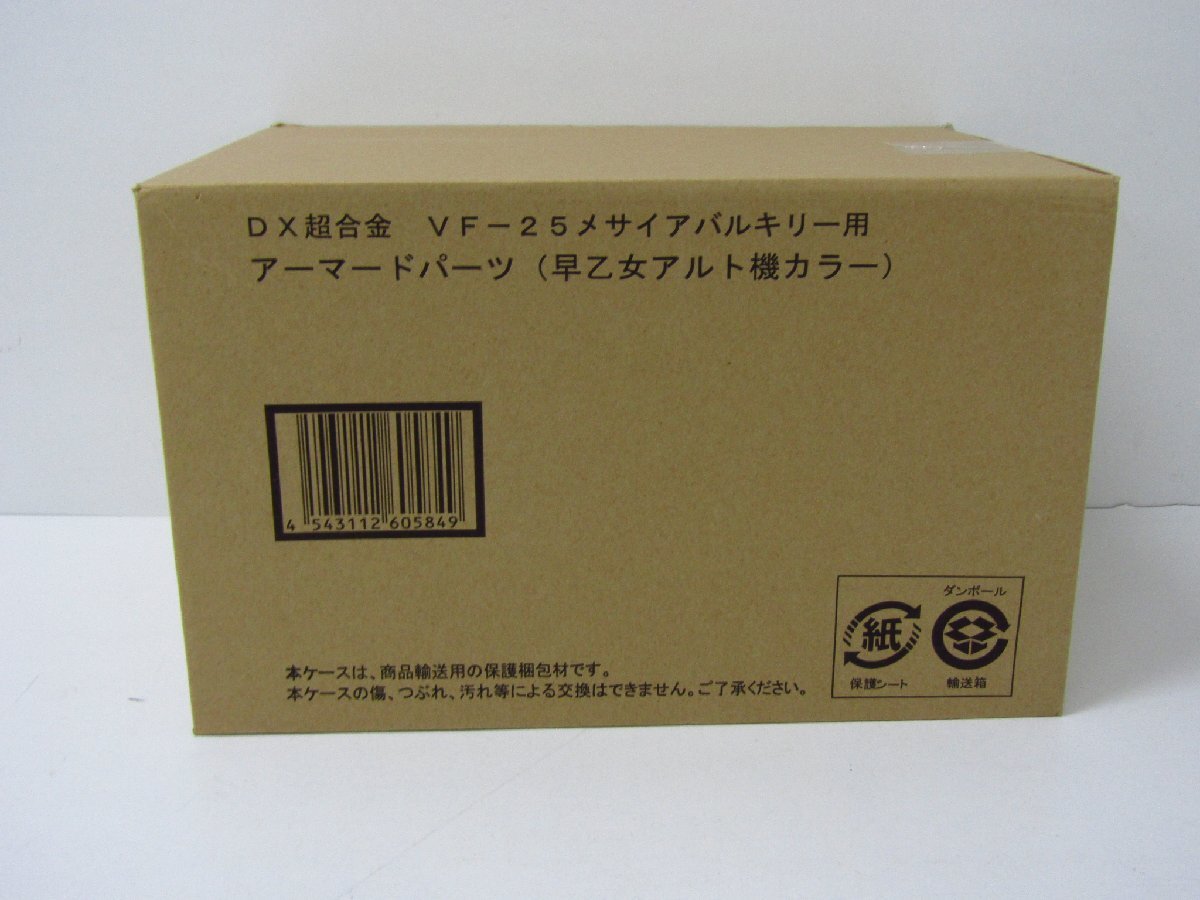 DX超合金　VF－25メサイアバルキリー用
アーマードパーツ（早乙女アルト機カラー）
4 543112 605849
ダンボール
紙
保護シート
輸送箱
本ケースは、商品輸送用の保護梱包材です。
本ケースの傷、つぶれ、汚れ等による交換はできません。ご了承ください。